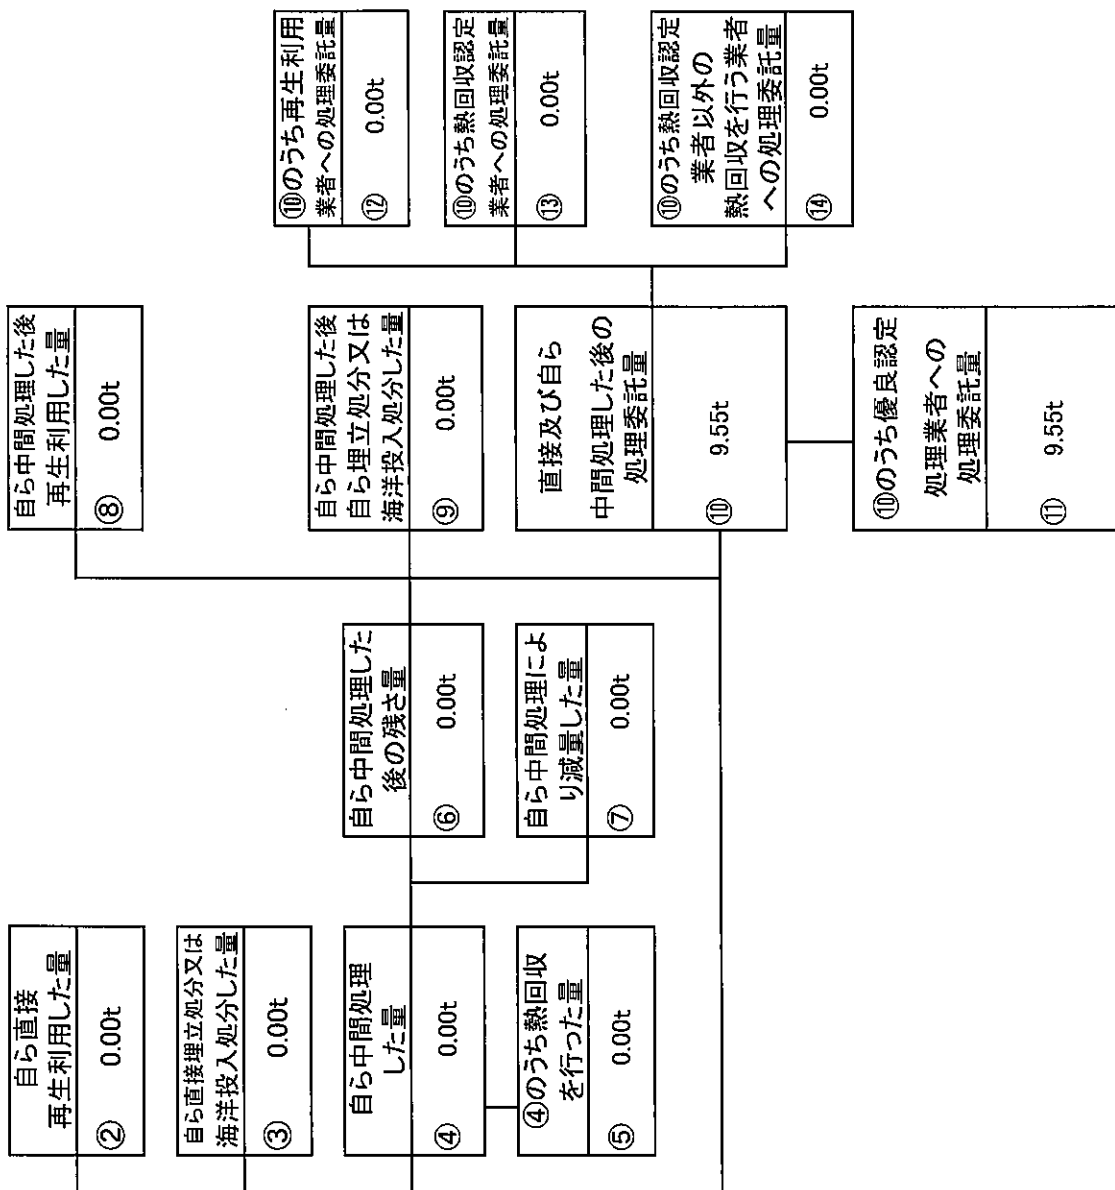 自ら直接
再生利用した量
② 0.00t
自ら直接埋立処分又は
海洋投入処分した量
③ 0.00t
自ら中間処理
した量
④ 0.00t
④のうち熱回収
を行った量
⑤ 0.00t
自ら中間処理した
後の残さ量
⑥ 0.00t
自ら中間処理によ
り減量した量
⑦ 0.00t
自ら中間処理した後
再生利用した量
⑧ 0.00t
自ら中間処理した後
自ら埋立処分又は
海洋投入処分した量
⑨ 0.00t
直接及び自ら
中間処理した後の
処理委託量
⑩ 9.55t
⑩のうち優良認定
処理業者への
処理委託量
⑪ 9.55t
⑩のうち再生利用
業者への処理委託量
⑫ 0.00t
⑩のうち熱回収認定
業者への処理委託量
⑬ 0.00t
⑩のうち熱回収認定
業者以外の
熱回収を行う業者
への処理委託量
⑭ 0.00t